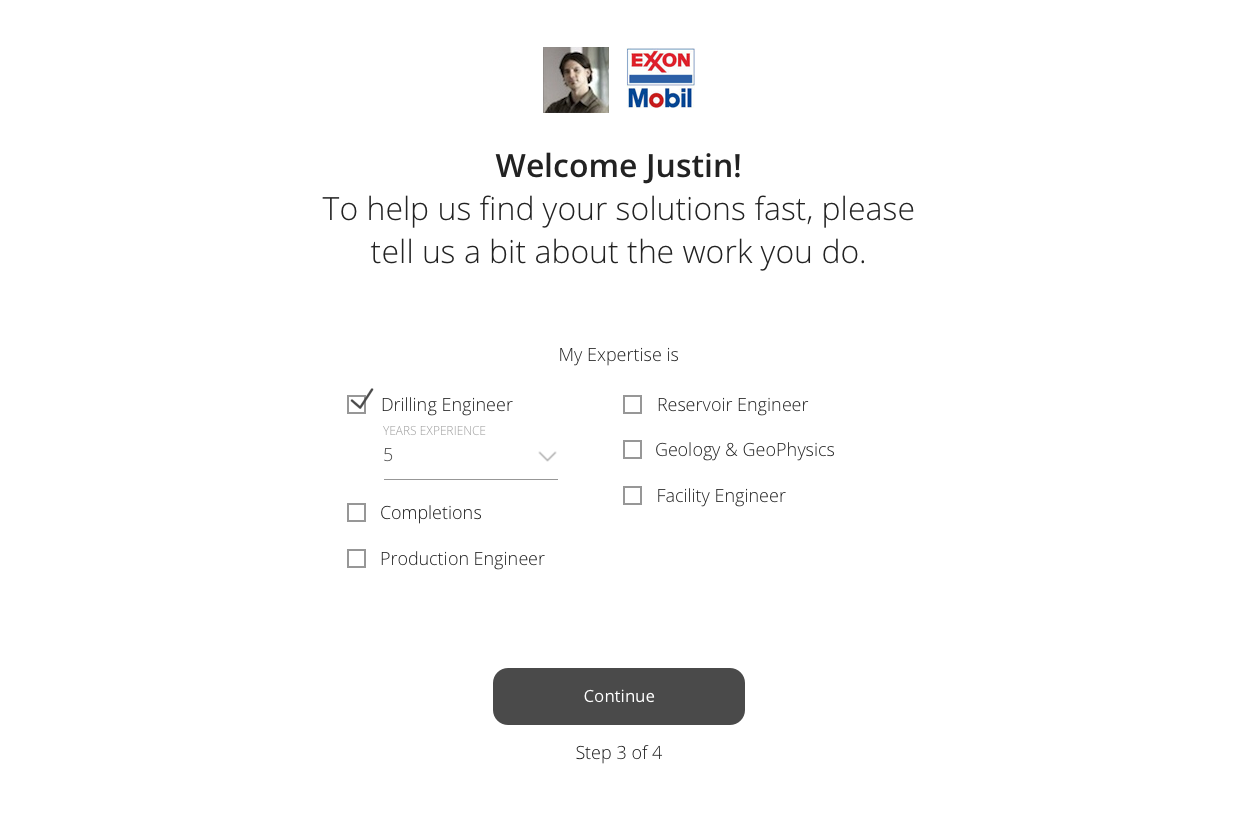 EXXON
Mobil
Welcome Justin!
To help us find your solutions fast, please
tell us a bit about the work you do.
My Expertise is
Drilling Engineer
YEARS EXPERIENCE
5
Completions
Production Engineer
Reservoir Engineer
Geology & GeoPhysics
Facility Engineer
Continue
Step 3 of 4